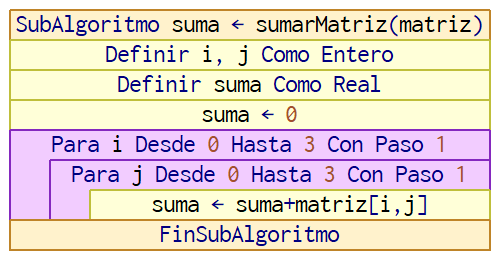 SubAlgoritmo suma ← sumarMatriz(matriz)
Definir i, j Como Entero
Definir suma Como Real
suma ← 0
Para i Desde 0 Hasta 3 Con Paso 1
Para j Desde 0 Hasta 3 Con Paso 1
suma ← suma+matriz[i,j]
FinSubAlgoritmo